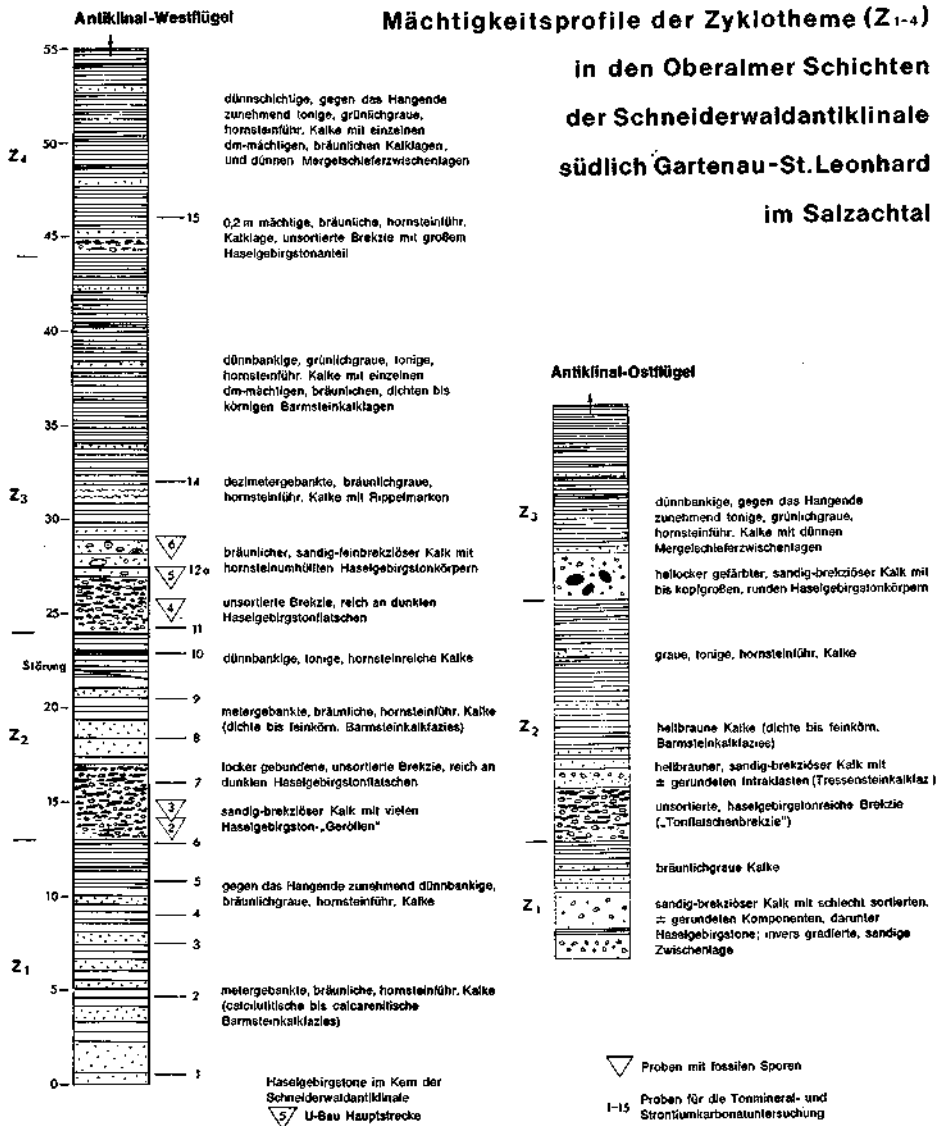 Mächtigkeitsprofile der Zyklotheme (Z1-4)
in den Oberalmer Schichten
der Schneiderwaldantiklinale
südlich Gartenau-St.Leonhard
im Salzachtal
Antiklinal-Westflügel
55
50
45
40
35
30
25
Störung
20
15
10
5
0
Z4
Z3
Z2
Z1
dünnschichtige, gegen das Hangende
zunehmend tonige, grünlichgraue,
hornsteinführ. Kalke mit einzelnen
dm-mächtigen, bräunlichen Kalklagen,
und dünnen Mergelschieferzwischenlagen
15
0,2 m mächtige, bräunliche, hornsteinführ.
Kalklage, unsortierte Brekzie mit großem
Haselgebirgstonanteil
dünnbankige, grünlichgraue, tonige,
hornsteinführ. Kalke mit einzelnen
dm-mächtigen, bräunlichen, dichten bis
körnigen Barmsteinkalklagen
14
dezimetergebankte, bräunlichgraue,
hornsteinführ. Kalke mit Rippelmarken
6
bräunlicher, sandig-feinbrekziöser Kalk mit
hornsteinumhüllten Haselgebirgstonkörpern
12a
5
4
unsortierte Brekzie, reich an dunklen
Haselgebirgstonflatschen
11
10
dünnbankige, tonige, hornsteinreiche Kalke
9
metergebankte, bräunliche, hornsteinführ. Kalke
(dichte bis feinkörn. Barmsteinkalkfazies)
8
locker gebundene, unsortierte Brekzie, reich an
dunklen Haselgebirgstonflatschen
7
3
sandig-brekziöser Kalk mit vielen
Haselgebirgston-„Geröllen"
2
6
5
gegen das Hangende zunehmend dünnbankige,
bräunlichgraue, hornsteinführ. Kalke
4
3
2
metergebankte, bräunliche, hornsteinführ. Kalke
(calcilutitische bis calcarenitische
Barmsteinkalkfazies)
1
Haselgebirgstone im Kern der
Schneiderwaldantiklinale
5 U-Bau Hauptstrecke
Antiklinal-Ostflügel
Z3
Z2
Z1
dünnbankige, gegen das Hangende
zunehmend tonige, grünlichgraue,
hornsteinführ. Kalke mit dünnen
Mergelschieferzwischenlagen
hellocker gefärbter, sandig-brekziöser Kalk mit
bis kopfgroßen, runden Haselgebirgstonkörpern
graue, tonige, hornsteinführ. Kalke
hellbraune Kalke (dichte bis feinkörn.
Barmsteinkalkfazies)
hellbrauner, sandig-brekziöser Kalk mit
± gerundeten Intraklasten (Tressensteinkalkfaz.)
unsortierte, haselgebirgstonreiche Brekzie
(„Tonflatschenbrekzie")
bräunlichgraue Kalke
sandig-brekziöser Kalk mit schlecht sortierten,
± gerundeten Komponenten, darunter
Haselgebirgstone; invers gradierte, sandige
Zwischenlage
Proben mit fossilen Sporen
1-15 Proben für die Tonmineral- und
Strontiumkarbonatuntersuchung